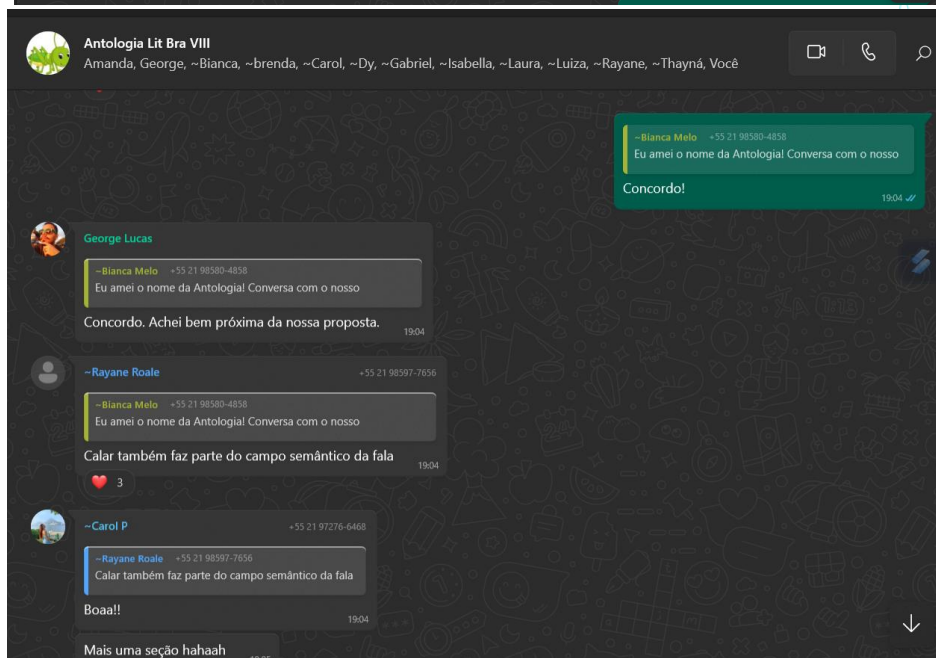 Antologia Lit Bra VIII
Amanda, George, ~Bianca, ~brenda, ~Carol, ~Dy, ~Gabriel, ~Isabella, ~Laura, ~Luiza, ~Rayane, ~Thayná, Você
~Bianca Melo +55 21 98580-4858
Eu amei o nome da Antologia! Conversa com o nosso
Concordo!
19:04
George Lucas
~Bianca Melo +55 21 98580-4858
Eu amei o nome da Antologia! Conversa com o nosso
Concordo. Achei bem próxima da nossa proposta.
19:04
~Rayane Roale +55 21 98597-7656
~Bianca Melo +55 21 98580-4858
Eu amei o nome da Antologia! Conversa com o nosso
Calar também faz parte do campo semântico da fala
19:04
3
~Carol P +55 21 97276-6468
~Rayane Roale +55 21 98597-7656
Calar também faz parte do campo semântico da fala
Boaa!!
19:04
Mais uma seção hahaah